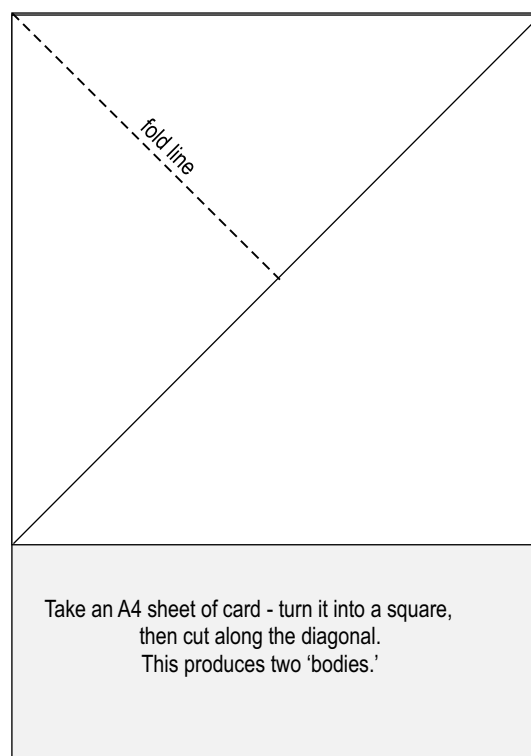 fold line
Take an A4 sheet of card - turn it into a square,
then cut along the diagonal.
This produces two ‘bodies.’